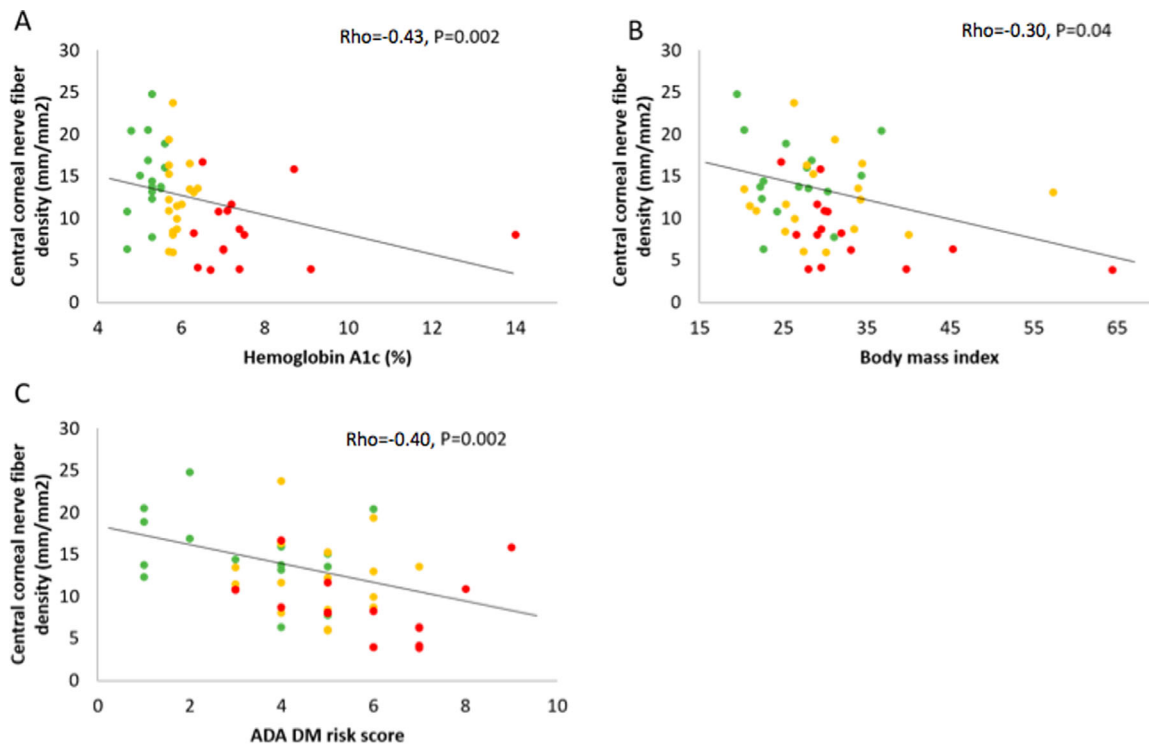 A
Rho=-0.43, P=0.002
Central corneal nerve fiber
density (mm/mm2)
30
25
20
15
10
5
0
4
6
8
10
12
14
Hemoglobin A1c (%)
B
Rho=-0.30, P=0.04
Central corneal nerve fiber
density (mm/mm2)
30
25
20
15
10
5
0
15
25
35
45
55
65
Body mass index
C
Rho=-0.40, P=0.002
Central corneal nerve fiber
density (mm/mm2)
30
25
20
15
10
5
0
0
2
4
6
8
10
ADA DM risk score